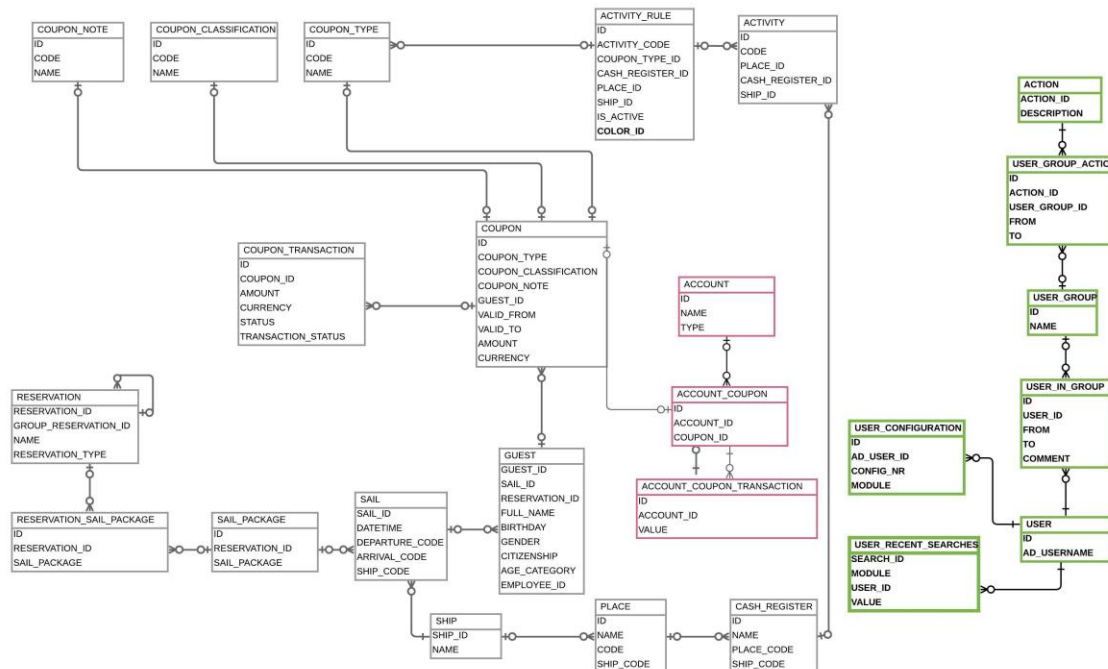 COUPON_NOTE
ID
CODE
NAME
COUPON_CLASSIFICATION
ID
CODE
NAME
COUPON_TYPE
ID
CODE
NAME
ACTIVITY_RULE
ID
ACTIVITY_CODE
COUPON_TYPE_ID
CASH_REGISTER_ID
PLACE_ID
SHIP_ID
IS_ACTIVE
COLOR_ID
ACTIVITY
ID
CODE
PLACE_ID
CASH_REGISTER_ID
SHIP_ID
ACTION
ACTION_ID
DESCRIPTION
USER_GROUP_ACTIO
ID
ACTION_ID
USER_GROUP_ID
FROM
TO
COUPON
ID
COUPON_TYPE
COUPON_CLASSIFICATION
COUPON_NOTE
GUEST_ID
VALID_FROM
VALID_TO
AMOUNT
CURRENCY
COUPON_TRANSACTION
ID
COUPON_ID
AMOUNT
CURRENCY
STATUS
TRANSACTION_STATUS
ACCOUNT
ID
NAME
TYPE
USER_GROUP
ID
NAME
ACCOUNT_COUPON
ID
ACCOUNT_ID
COUPON_ID
USER_IN_GROUP
ID
USER_ID
FROM
TO
COMMENT
RESERVATION
RESERVATION_ID
GROUP_RESERVATION_ID
NAME
RESERVATION_TYPE
USER_CONFIGURATION
ID
AD_USER_ID
CONFIG_NR
MODULE
GUEST
GUEST_ID
SAIL_ID
RESERVATION_ID
FULL_NAME
BIRTHDAY
GENDER
CITIZENSHIP
AGE_CATEGORY
EMPLOYEE_ID
ACCOUNT_COUPON_TRANSACTION
ID
ACCOUNT_ID
VALUE
SAIL
SAIL_ID
DATETIME
DEPARTURE_CODE
ARRIVAL_CODE
SHIP_CODE
RESERVATION_SAIL_PACKAGE
ID
RESERVATION_ID
SAIL_PACKAGE
SAIL_PACKAGE
ID
RESERVATION_ID
SAIL_PACKAGE
USER
ID
AD_USERNAME
USER_RECENT_SEARCHES
SEARCH_ID
MODULE
USER_ID
VALUE
SHIP
SHIP_ID
NAME
PLACE
ID
NAME
CODE
SHIP_CODE
CASH_REGISTER
ID
NAME
PLACE_CODE
SHIP_CODE